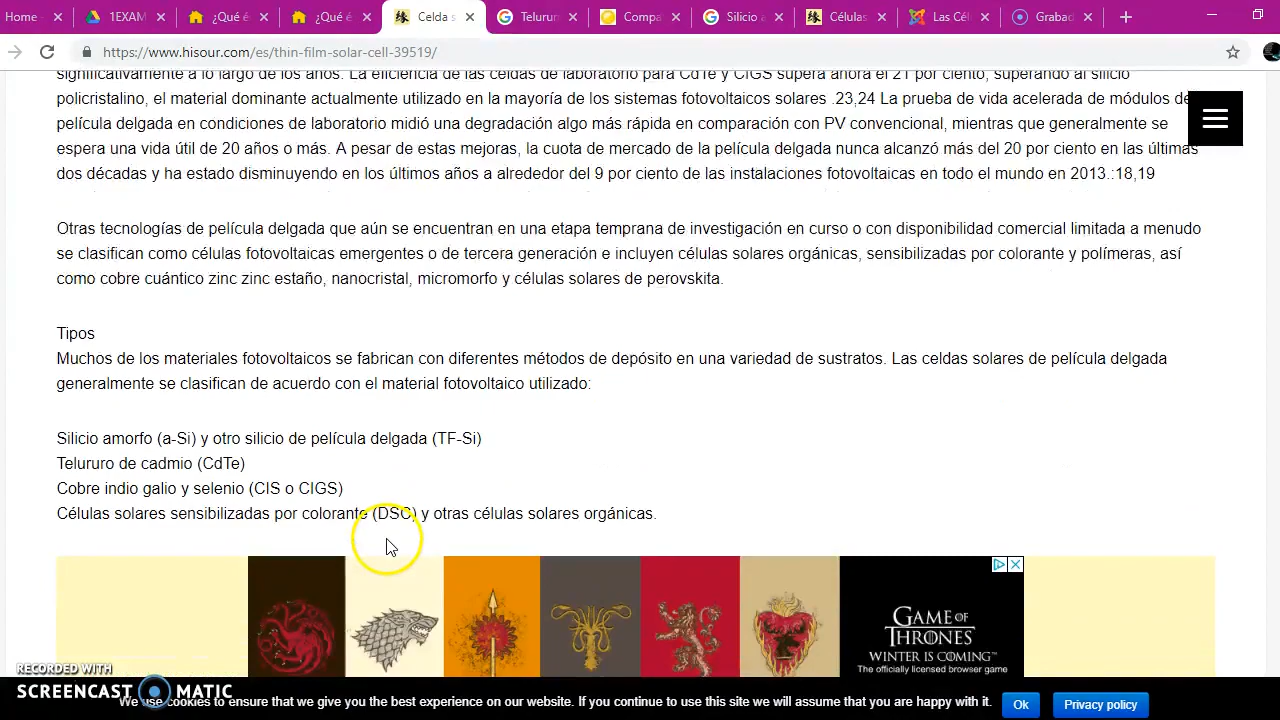 Home -
1EXAM
¿Qué é
¿Qué é
Celda s
Telurur
Compa
Silicio a
Células
Las Cél
Grabad
https://www.hisour.com/es/thin-film-solar-cell-39519/
significativamente a lo largo de los años. La eficiencia de las celdas de laboratorio para CdTe y CIGS supera ahora el 21 por ciento, superando al silicio
policristalino, el material dominante actualmente utilizado en la mayoría de los sistemas fotovoltaicos solares .23,24 La prueba de vida acelerada de módulos de
película delgada en condiciones de laboratorio midió una degradación algo más rápida en comparación con PV convencional, mientras que generalmente se
espera una vida útil de 20 años o más. A pesar de estas mejoras, la cuota de mercado de la película delgada nunca alcanzó más del 20 por ciento en las últimas
dos décadas y ha estado disminuyendo en los últimos años a alrededor del 9 por ciento de las instalaciones fotovoltaicas en todo el mundo en 2013.:18,19
Otras tecnologías de película delgada que aún se encuentran en una etapa temprana de investigación en curso o con disponibilidad comercial limitada a menudo
se clasifican como células fotovoltaicas emergentes o de tercera generación e incluyen células solares orgánicas, sensibilizadas por colorante y polímeras, así
como cobre cuántico zinc zinc estaño, nanocristal, micromorfo y células solares de perovskita.
Tipos
Muchos de los materiales fotovoltaicos se fabrican con diferentes métodos de depósito en una variedad de sustratos. Las celdas solares de película delgada
generalmente se clasifican de acuerdo con el material fotovoltaico utilizado:
Silicio amorfo (a-Si) y otro silicio de película delgada (TF-Si)
Telururo de cadmio (CdTe)
Cobre indio galio y selenio (CIS o CIGS)
Células solares sensibilizadas por colorante (DSC) y otras células solares orgánicas.
GAME OF
THRONES
WINTER IS COMING™
The officially licensed browser game
RECORDED WITH
SCREENCAST MATIC
We use cookies to ensure that we give you the best experience on our website. If you continue to use this site we will assume that you are happy with it.
Ok
Privacy policy